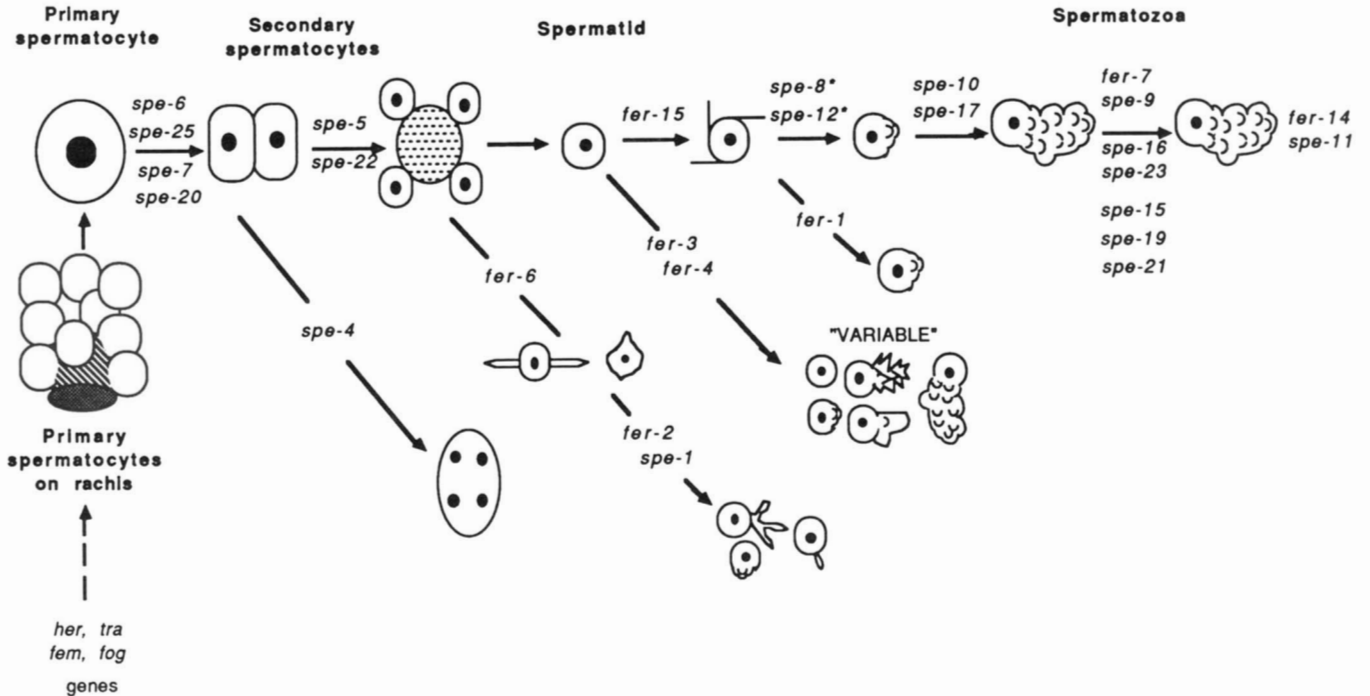 Primary
spermatocyte
Secondary
spermatocytes
Spermatid
Spermatozoa
spe-6
spe-25
spe-7
spe-20
spe-5
spe-22
fer-15
spe-8*
spe-12*
spe-10
spe-17
fer-7
spe-9
spe-16
spe-23
spe-15
spe-19
spe-21
fer-14
spe-11
spe-4
fer-6
fer-3
fer-4
fer-1
"VARIABLE"
fer-2
spe-1
Primary
spermatocytes
on rachis
her, tra
fem, fog
genes